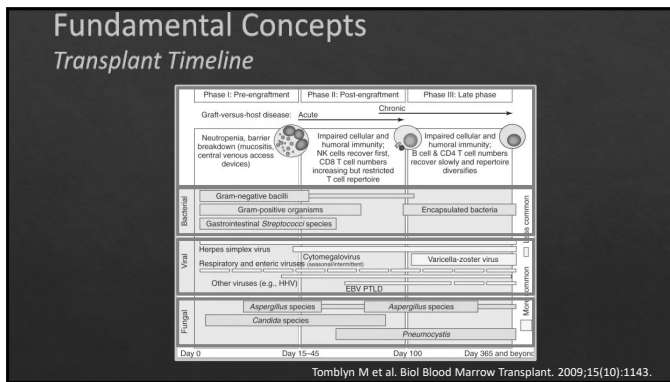 Fundamental Concepts
Transplant Timeline
Phase I: Pre-engraftment
Phase II: Post-engraftment
Phase III: Late phase
Graft-versus-host disease:
Acute
Chronic
Neutropenia, barrier
breakdown (mucositis,
central venous access
devices)
Impaired cellular and
humoral immunity;
NK cells recover first,
CD8 T cell numbers
increasing but restricted
T cell repertoire
Impaired cellular and
humoral immunity;
B cell & CD4 T cell numbers
recover slowly and repertoire
diversifies
Bacterial
Gram-negative bacilli
Gram-positive organisms
Encapsulated bacteria
Gastrointestinal Streptococci species
Viral
Herpes simplex virus
Cytomegalovirus
Varicella-zoster virus
Respiratory and enteric viruses (seasonal/intermittent)
Other viruses (e.g., HHV)
EBV PTLD
Fungal
Aspergillus species
Aspergillus species
Candida species
Pneumocystis
Less common
More common
Day 0
Day 15–45
Day 100
Day 365 and beyond
Tomblyn M et al. Biol Blood Marrow Transplant. 2009;15(10):1143.